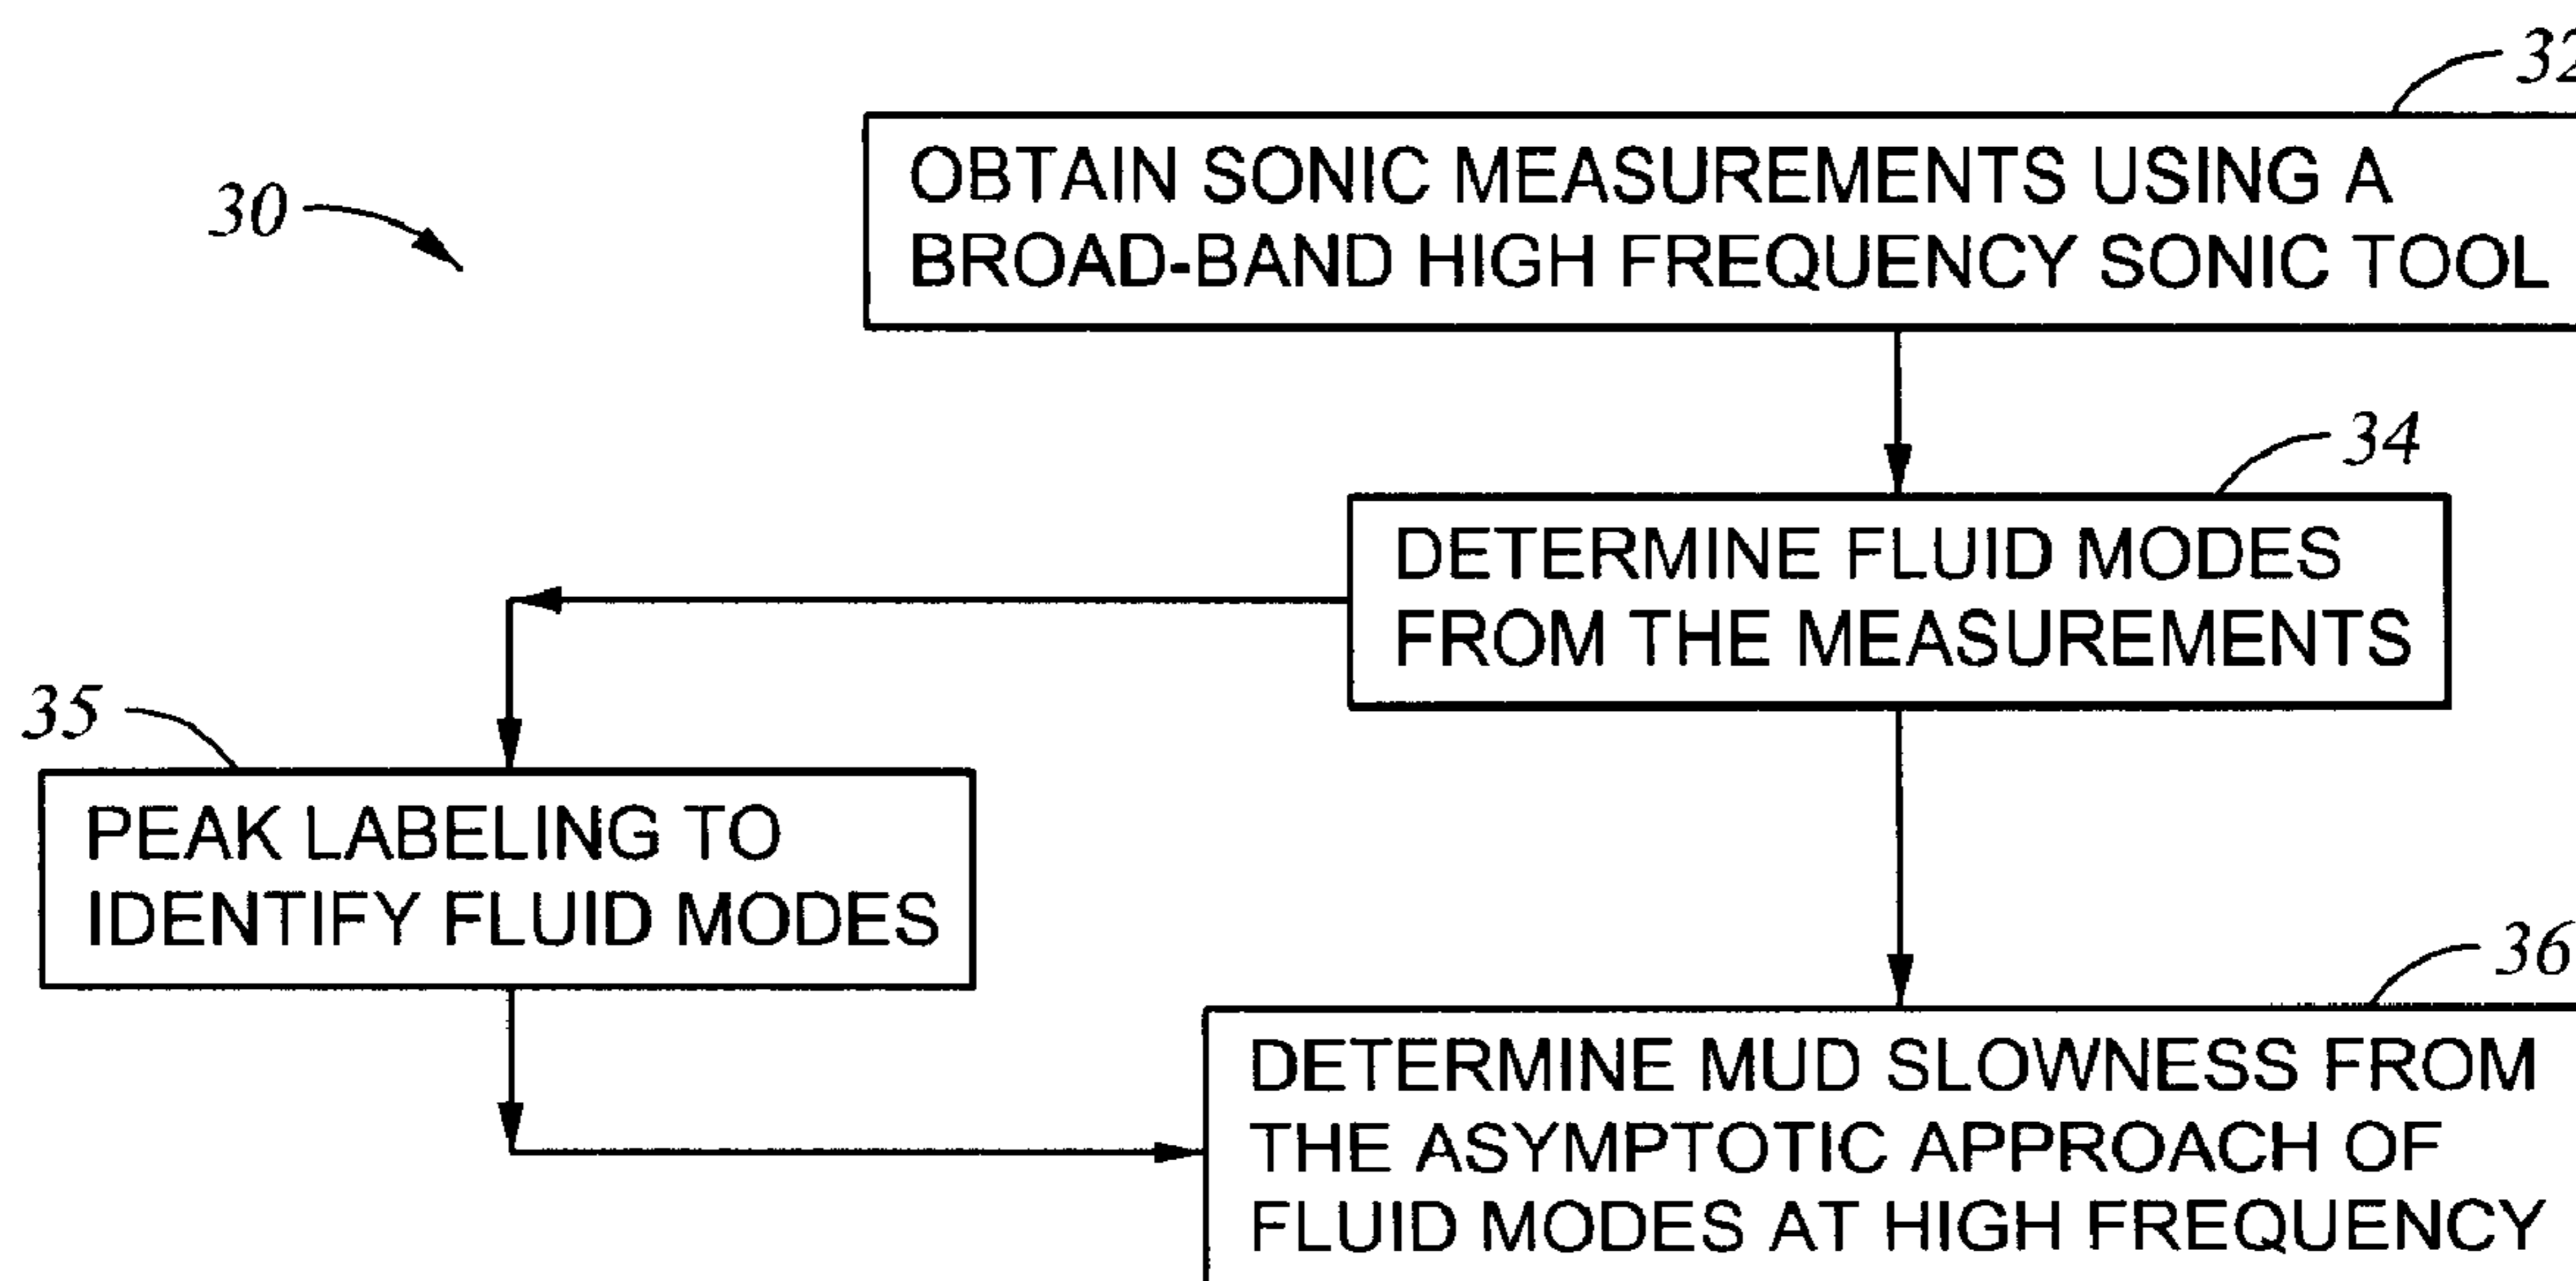 32
30
OBTAIN SONIC MEASUREMENTS USING A
BROAD-BAND HIGH FREQUENCY SONIC TOOL
34
DETERMINE FLUID MODES
FROM THE MEASUREMENTS
35
PEAK LABELING TO
IDENTIFY FLUID MODES
36
DETERMINE MUD SLOWNESS FROM
THE ASYMPTOTIC APPROACH OF
FLUID MODES AT HIGH FREQUENCY